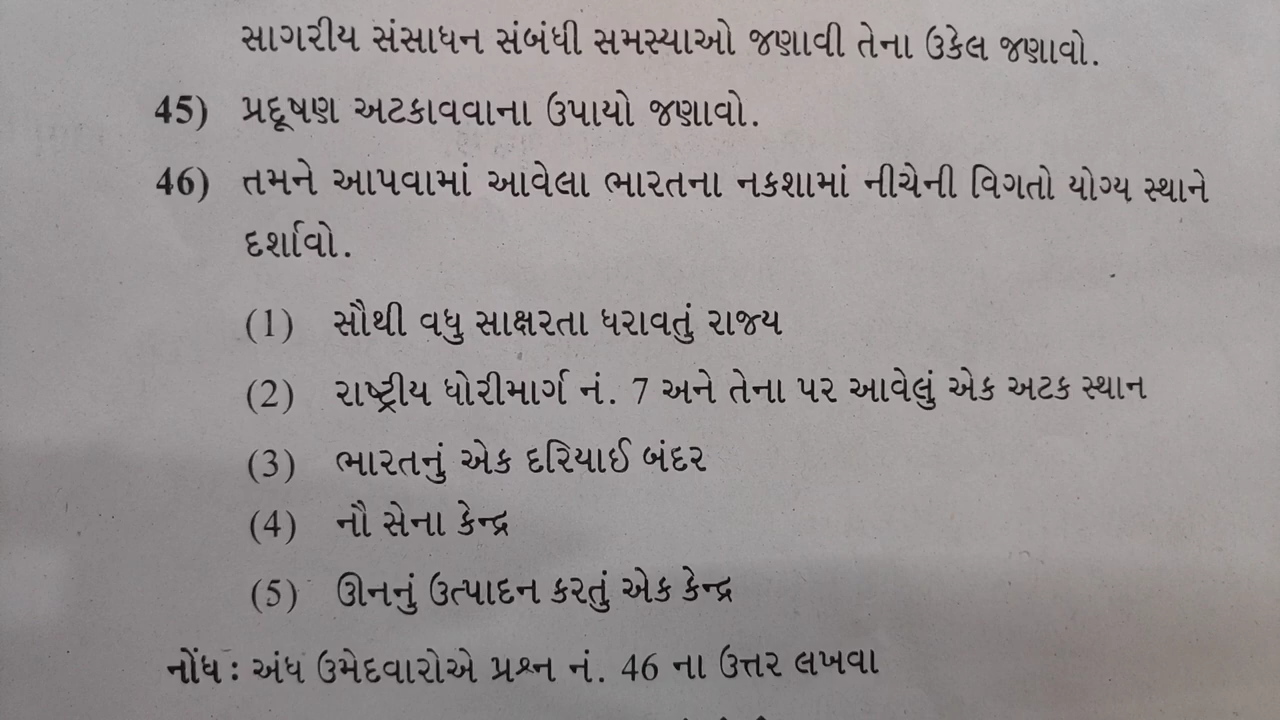 સાગરીય સંસાધન સંબંધી સમસ્યાઓ જણાવી તેના ઉકેલ જણાવો.
45) પ્રદૂષણ અટકાવવાના ઉપાયો જણાવો.
46) તમને આપવામાં આવેલા ભારતના નકશામાં નીચેની વિગતો યોગ્ય સ્થાને
દર્શાવો.
(1) સૌથી વધુ સાક્ષરતા ધરાવતું રાજ્ય
(2) રાષ્ટ્રીય ધોરીમાર્ગ નં. 7 અને તેના પર આવેલું એક અટક સ્થાન
(3) ભારતનું એક દરિયાઈ બંદર
(4) નૌ સેના કેન્દ્ર
(5) ઊનનું ઉત્પાદન કરતું એક કેન્દ્ર
નોંધ : અંધ ઉમેદવારોએ પ્રશ્ન નં. 46 ના ઉત્તર લખવા